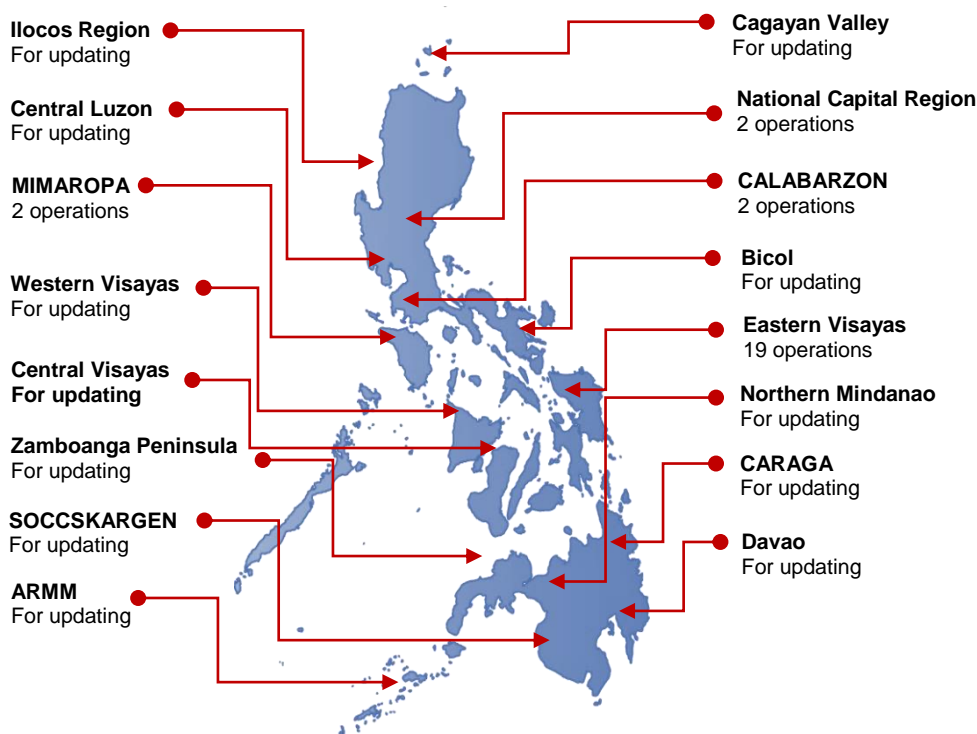 Ilocos Region
For updating
Central Luzon
For updating
MIMAROPA
2 operations
Western Visayas
For updating
Central Visayas
For updating
Zamboanga Peninsula
For updating
SOCCSKARGEN
For updating
ARMM
For updating
Cagayan Valley
For updating
National Capital Region
2 operations
CALABARZON
2 operations
Bicol
For updating
Eastern Visayas
19 operations
Northern Mindanao
For updating
CARAGA
For updating
Davao
For updating